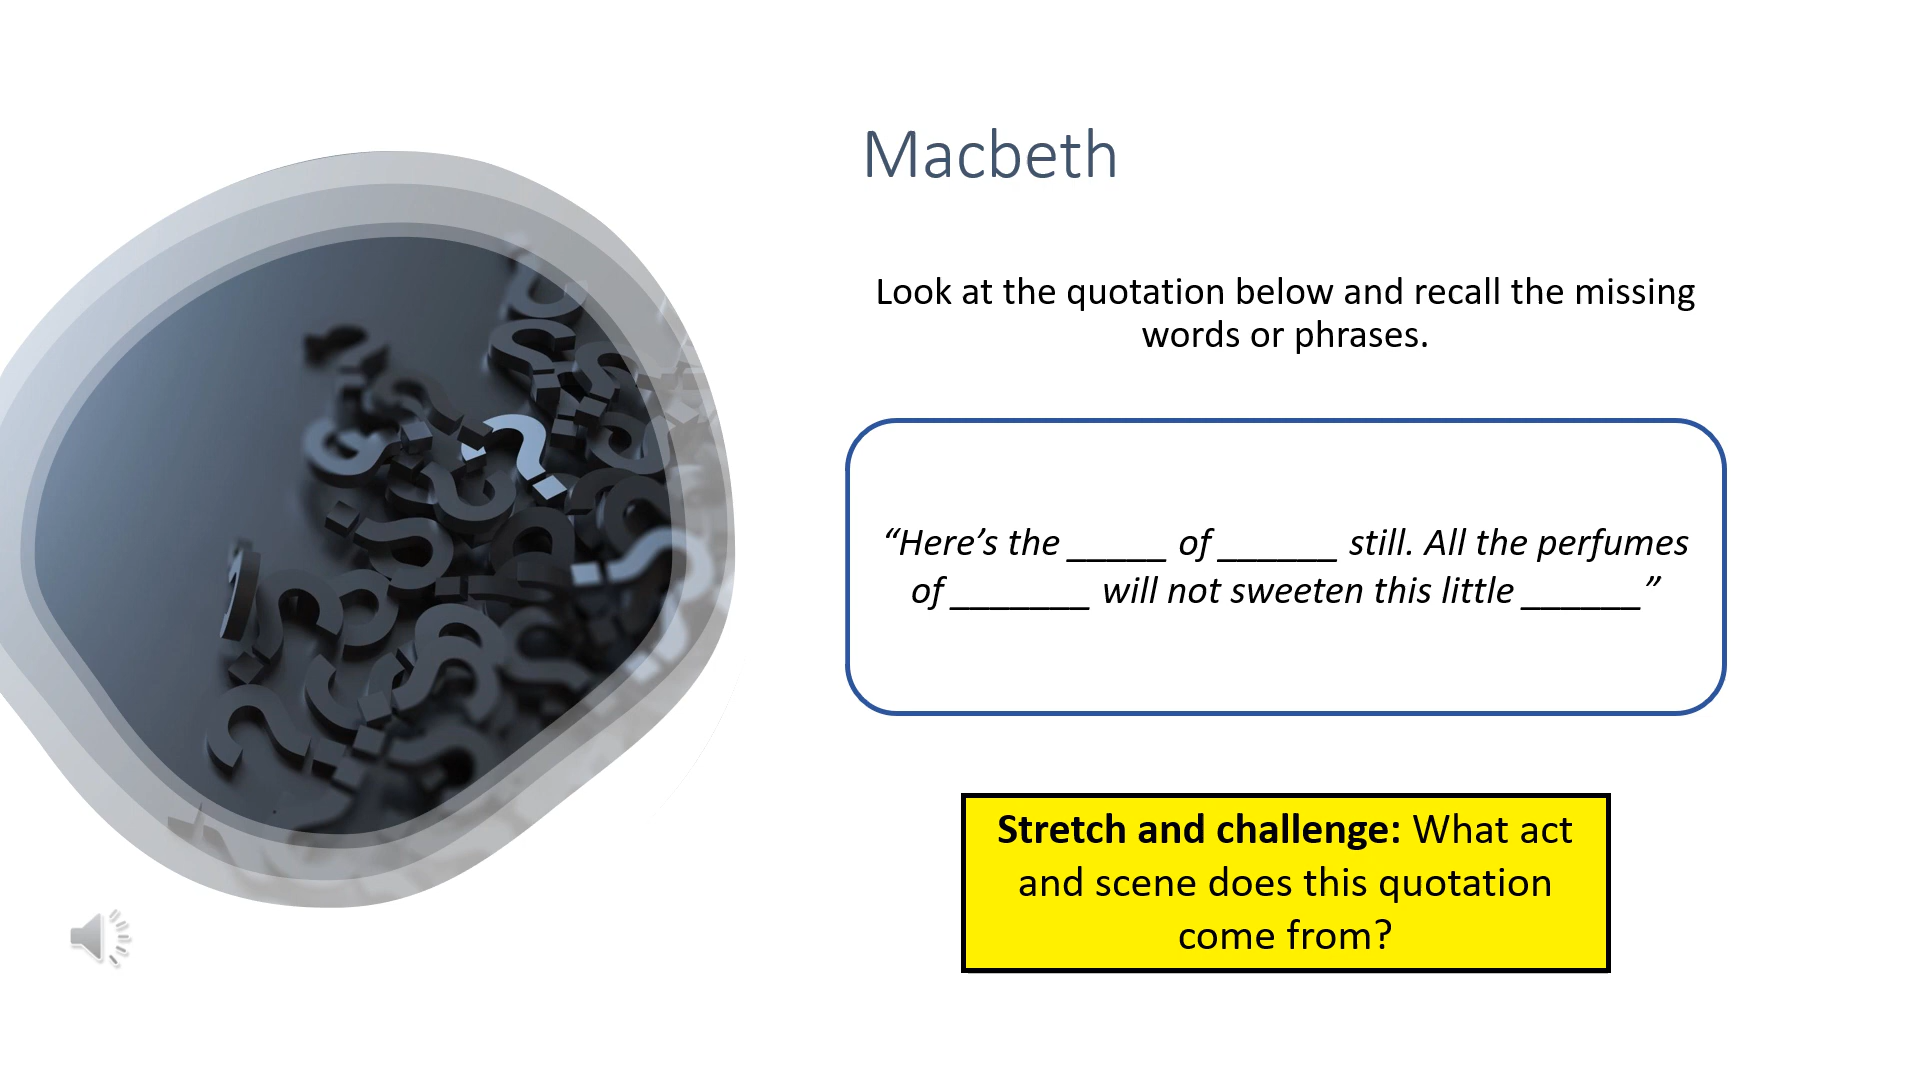 Macbeth
Look at the quotation below and recall the missing
words or phrases.
“Here’s the _____ of ______ still. All the perfumes
of _______ will not sweeten this little ______”
Stretch and challenge: What act
and scene does this quotation
come from?